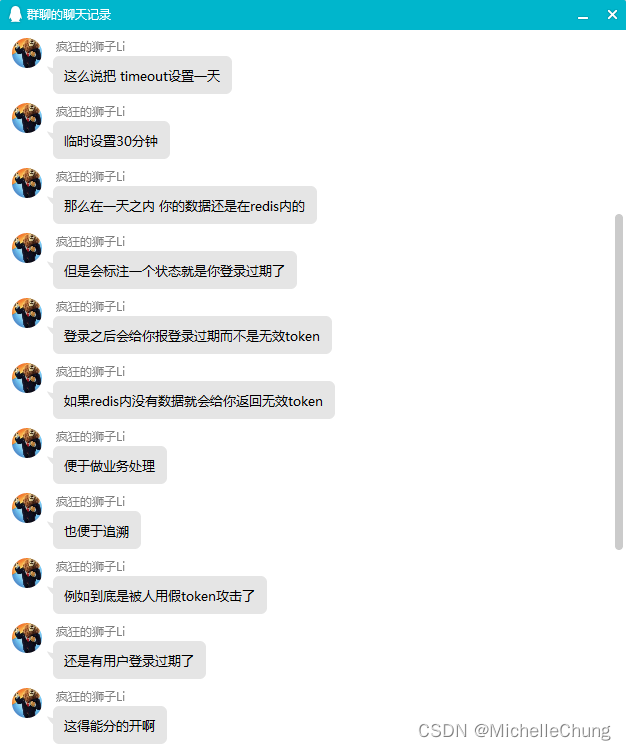 群聊的聊天记录
疯狂的狮子Li
这么说把 timeout设置一天
疯狂的狮子Li
临时设置30分钟
疯狂的狮子Li
那么在一天之内 你的数据还是在redis内的
疯狂的狮子Li
但是会标注一个状态就是你登录过期了
疯狂的狮子Li
登录之后会给你报登录过期而不是无效token
疯狂的狮子Li
如果redis内没有数据就会给你返回无效token
疯狂的狮子Li
便于做业务处理
疯狂的狮子Li
也便于追溯
疯狂的狮子Li
例如到底是被人用假token攻击了
疯狂的狮子Li
还是有用户登录过期了
疯狂的狮子Li
这得能分的开啊
CSDN @MichelleChung